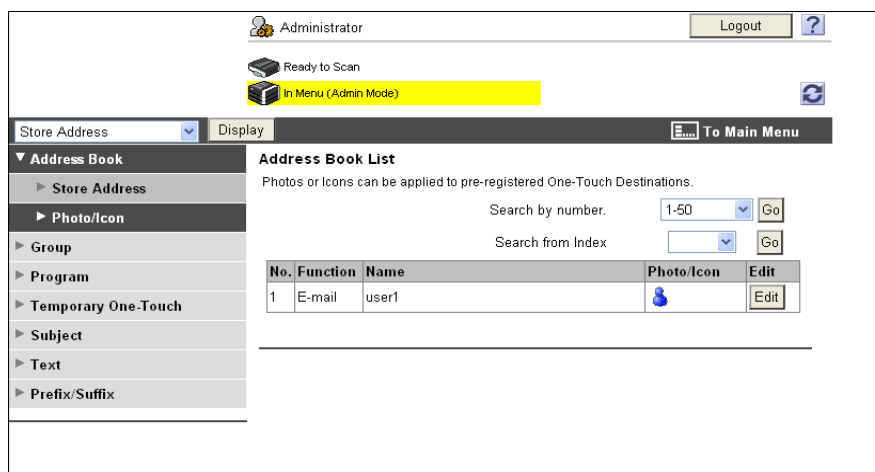 Administrator
Logout
?
Ready to Scan
In Menu (Admin Mode)
Store Address
Display
To Main Menu
Address Book
Store Address
Photo/Icon
Group
Program
Temporary One-Touch
Subject
Text
Prefix/Suffix
Address Book List
Photos or Icons can be applied to pre-registered One-Touch Destinations.
Search by number. 1-50 Go
Search from Index Go
No. Function Name Photo/Icon Edit
1 E-mail user1 Edit